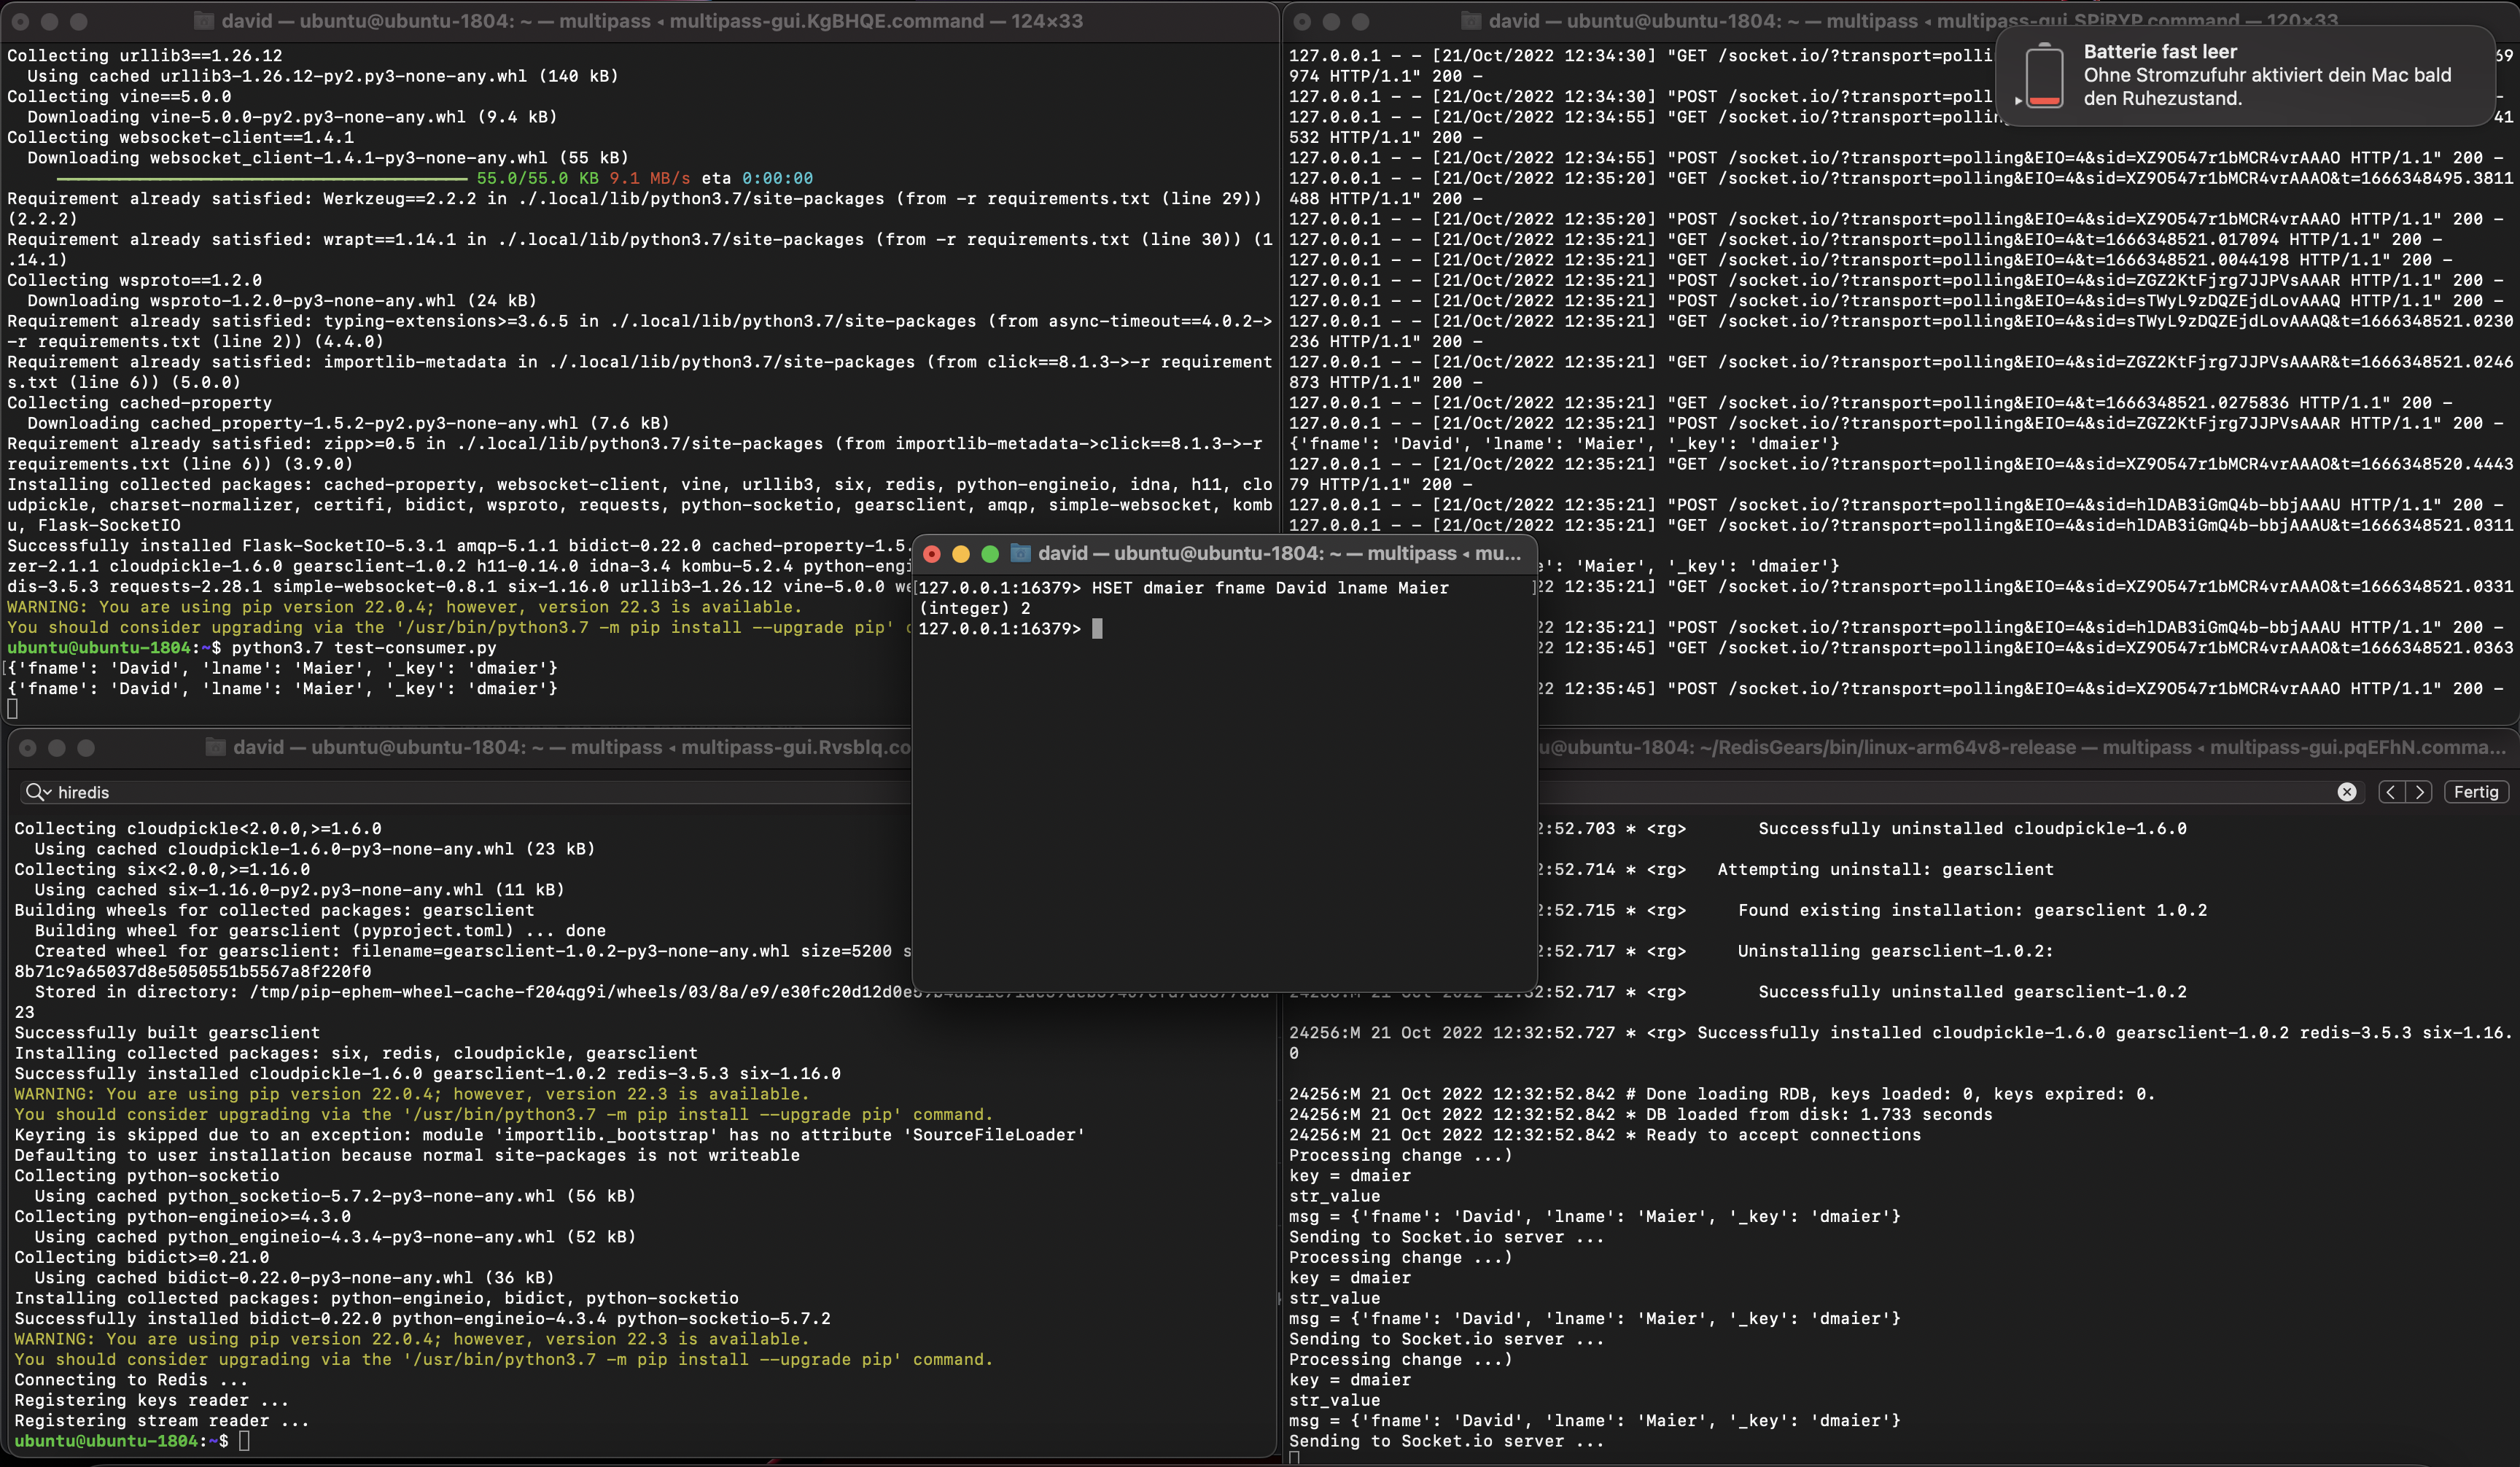 david — ubuntu@ubuntu-1804: ~ — multipass ◂ multipass-gui.KgBHQE.command — 124×33
Collecting urllib3==1.26.12
  Using cached urllib3-1.26.12-py2.py3-none-any.whl (140 kB)
Collecting vine==5.0.0
  Downloading vine-5.0.0-py2.py3-none-any.whl (9.4 kB)
Collecting websocket-client==1.4.1
  Downloading websocket_client-1.4.1-py3-none-any.whl (55 kB)
55.0/55.0 KB 9.1 MB/s eta 0:00:00
Requirement already satisfied: Werkzeug==2.2.2 in ./.local/lib/python3.7/site-packages (from -r requirements.txt (line 29))
(2.2.2)
Requirement already satisfied: wrapt==1.14.1 in ./.local/lib/python3.7/site-packages (from -r requirements.txt (line 30)) (1
.14.1)
Collecting wsproto==1.2.0
  Downloading wsproto-1.2.0-py3-none-any.whl (24 kB)
Requirement already satisfied: typing-extensions>=3.6.5 in ./.local/lib/python3.7/site-packages (from async-timeout==4.0.2->
-r requirements.txt (line 2)) (4.4.0)
Requirement already satisfied: importlib-metadata in ./.local/lib/python3.7/site-packages (from click==8.1.3->-r requirement
s.txt (line 6)) (5.0.0)
Collecting cached-property
  Downloading cached_property-1.5.2-py2.py3-none-any.whl (7.6 kB)
Requirement already satisfied: zipp>=0.5 in ./.local/lib/python3.7/site-packages (from importlib-metadata->click==8.1.3->-r
requirements.txt (line 6)) (3.9.0)
Installing collected packages: cached-property, websocket-client, vine, urllib3, six, redis, python-engineio, idna, h11, clo
udpickle, charset-normalizer, certifi, bidict, wsproto, requests, python-socketio, gearsclient, amqp, simple-websocket, komb
u, Flask-SocketIO
Successfully installed Flask-SocketIO-5.3.1 amqp-5.1.1 bidict-0.22.0 cached-property-1.5.
zer-2.1.1 cloudpickle-1.6.0 gearsclient-1.0.2 h11-0.14.0 idna-3.4 kombu-5.2.4 python-engi
dis-3.5.3 requests-2.28.1 simple-websocket-0.8.1 six-1.16.0 urllib3-1.26.12 vine-5.0.0 we
WARNING: You are using pip version 22.0.4; however, version 22.3 is available.
You should consider upgrading via the '/usr/bin/python3.7 -m pip install --upgrade pip' c
ubuntu@ubuntu-1804:~$ python3.7 test-consumer.py
{'fname': 'David', 'lname': 'Maier', '_key': 'dmaier'}
{'fname': 'David', 'lname': 'Maier', '_key': 'dmaier'}
david — ubuntu@ubuntu-1804: ~ — multipass ◂ multipass-gui.SPiRYP.command — 120×33
Batterie fast leer
Ohne Stromzufuhr aktiviert dein Mac bald
den Ruhezustand.
127.0.0.1 - - [21/Oct/2022 12:34:30] "GET /socket.io/?transport=polli 69
974 HTTP/1.1" 200 -
127.0.0.1 - - [21/Oct/2022 12:34:30] "POST /socket.io/?transport=poll -
127.0.0.1 - - [21/Oct/2022 12:34:55] "GET /socket.io/?transport=polling 41
532 HTTP/1.1" 200 -
127.0.0.1 - - [21/Oct/2022 12:34:55] "POST /socket.io/?transport=polling&EIO=4&sid=XZ9O547r1bMCR4vrAAAO HTTP/1.1" 200 -
127.0.0.1 - - [21/Oct/2022 12:35:20] "GET /socket.io/?transport=polling&EIO=4&sid=XZ9O547r1bMCR4vrAAAO&t=1666348495.3811
488 HTTP/1.1" 200 -
127.0.0.1 - - [21/Oct/2022 12:35:20] "POST /socket.io/?transport=polling&EIO=4&sid=XZ9O547r1bMCR4vrAAAO HTTP/1.1" 200 -
127.0.0.1 - - [21/Oct/2022 12:35:21] "GET /socket.io/?transport=polling&EIO=4&t=1666348521.017094 HTTP/1.1" 200 -
127.0.0.1 - - [21/Oct/2022 12:35:21] "GET /socket.io/?transport=polling&EIO=4&t=1666348521.0044198 HTTP/1.1" 200 -
127.0.0.1 - - [21/Oct/2022 12:35:21] "POST /socket.io/?transport=polling&EIO=4&sid=ZGZ2KtFjrg7JJPVsAAAR HTTP/1.1" 200 -
127.0.0.1 - - [21/Oct/2022 12:35:21] "POST /socket.io/?transport=polling&EIO=4&sid=sTWyL9zDQZEjdLovAAAQ HTTP/1.1" 200 -
127.0.0.1 - - [21/Oct/2022 12:35:21] "GET /socket.io/?transport=polling&EIO=4&sid=sTWyL9zDQZEjdLovAAAQ&t=1666348521.0230
236 HTTP/1.1" 200 -
127.0.0.1 - - [21/Oct/2022 12:35:21] "GET /socket.io/?transport=polling&EIO=4&sid=ZGZ2KtFjrg7JJPVsAAAR&t=1666348521.0246
873 HTTP/1.1" 200 -
127.0.0.1 - - [21/Oct/2022 12:35:21] "GET /socket.io/?transport=polling&EIO=4&t=1666348521.0275836 HTTP/1.1" 200 -
127.0.0.1 - - [21/Oct/2022 12:35:21] "POST /socket.io/?transport=polling&EIO=4&sid=ZGZ2KtFjrg7JJPVsAAAR HTTP/1.1" 200 -
{'fname': 'David', 'lname': 'Maier', '_key': 'dmaier'}
127.0.0.1 - - [21/Oct/2022 12:35:21] "GET /socket.io/?transport=polling&EIO=4&sid=XZ9O547r1bMCR4vrAAAO&t=1666348520.4443
79 HTTP/1.1" 200 -
127.0.0.1 - - [21/Oct/2022 12:35:21] "POST /socket.io/?transport=polling&EIO=4&sid=hlDAB3iGmQ4b-bbjAAAU HTTP/1.1" 200 -
127.0.0.1 - - [21/Oct/2022 12:35:21] "GET /socket.io/?transport=polling&EIO=4&sid=hlDAB3iGmQ4b-bbjAAAU&t=1666348521.0311
': 'Maier', '_key': 'dmaier'}
22 12:35:21] "GET /socket.io/?transport=polling&EIO=4&sid=XZ9O547r1bMCR4vrAAAO&t=1666348521.0331
22 12:35:21] "POST /socket.io/?transport=polling&EIO=4&sid=hlDAB3iGmQ4b-bbjAAAU HTTP/1.1" 200 -
22 12:35:45] "GET /socket.io/?transport=polling&EIO=4&sid=XZ9O547r1bMCR4vrAAAO&t=1666348521.0363
22 12:35:45] "POST /socket.io/?transport=polling&EIO=4&sid=XZ9O547r1bMCR4vrAAAO HTTP/1.1" 200 -
david — ubuntu@ubuntu-1804: ~ — multipass ◂ mu...
127.0.0.1:16379> HSET dmaier fname David lname Maier
(integer) 2
127.0.0.1:16379>
david — ubuntu@ubuntu-1804: ~ — multipass ◂ multipass-gui.Rvsblq.co
hiredis
Collecting cloudpickle<2.0.0,>=1.6.0
  Using cached cloudpickle-1.6.0-py3-none-any.whl (23 kB)
Collecting six<2.0.0,>=1.16.0
  Using cached six-1.16.0-py2.py3-none-any.whl (11 kB)
Building wheels for collected packages: gearsclient
  Building wheel for gearsclient (pyproject.toml) ... done
  Created wheel for gearsclient: filename=gearsclient-1.0.2-py3-none-any.whl size=5200 s
8b71c9a65037d8e5050551b5567a8f220f0
  Stored in directory: /tmp/pip-ephem-wheel-cache-f204qg9i/wheels/03/8a/e9/
23
Successfully built gearsclient
Installing collected packages: six, redis, cloudpickle, gearsclient
Successfully installed cloudpickle-1.6.0 gearsclient-1.0.2 redis-3.5.3 six-1.16.0
WARNING: You are using pip version 22.0.4; however, version 22.3 is available.
You should consider upgrading via the '/usr/bin/python3.7 -m pip install --upgrade pip' command.
Keyring is skipped due to an exception: module 'importlib._bootstrap' has no attribute 'SourceFileLoader'
Defaulting to user installation because normal site-packages is not writeable
Collecting python-socketio
  Using cached python_socketio-5.7.2-py3-none-any.whl (56 kB)
Collecting python-engineio>=4.3.0
  Using cached python_engineio-4.3.4-py3-none-any.whl (52 kB)
Collecting bidict>=0.21.0
  Using cached bidict-0.22.0-py3-none-any.whl (36 kB)
Installing collected packages: python-engineio, bidict, python-socketio
Successfully installed bidict-0.22.0 python-engineio-4.3.4 python-socketio-5.7.2
WARNING: You are using pip version 22.0.4; however, version 22.3 is available.
You should consider upgrading via the '/usr/bin/python3.7 -m pip install --upgrade pip' command.
Connecting to Redis ...
Registering keys reader ...
Registering stream reader ...
ubuntu@ubuntu-1804:~$
u@ubuntu-1804: ~/RedisGears/bin/linux-arm64v8-release — multipass ◂ multipass-gui.pqEFhN.comma...
Fertig
2:52.703 * <rg>       Successfully uninstalled cloudpickle-1.6.0
2:52.714 * <rg>   Attempting uninstall: gearsclient
2:52.715 * <rg>     Found existing installation: gearsclient 1.0.2
2:52.717 * <rg>     Uninstalling gearsclient-1.0.2:
24256:M 21 Oct 2022 12:32:52.717 * <rg>       Successfully uninstalled gearsclient-1.0.2
24256:M 21 Oct 2022 12:32:52.727 * <rg> Successfully installed cloudpickle-1.6.0 gearsclient-1.0.2 redis-3.5.3 six-1.16.
0
24256:M 21 Oct 2022 12:32:52.842 # Done loading RDB, keys loaded: 0, keys expired: 0.
24256:M 21 Oct 2022 12:32:52.842 * DB loaded from disk: 1.733 seconds
24256:M 21 Oct 2022 12:32:52.842 * Ready to accept connections
Processing change ...)
key = dmaier
str_value
msg = {'fname': 'David', 'lname': 'Maier', '_key': 'dmaier'}
Sending to Socket.io server ...
Processing change ...)
key = dmaier
str_value
msg = {'fname': 'David', 'lname': 'Maier', '_key': 'dmaier'}
Sending to Socket.io server ...
Processing change ...)
key = dmaier
str_value
msg = {'fname': 'David', 'lname': 'Maier', '_key': 'dmaier'}
Sending to Socket.io server ...